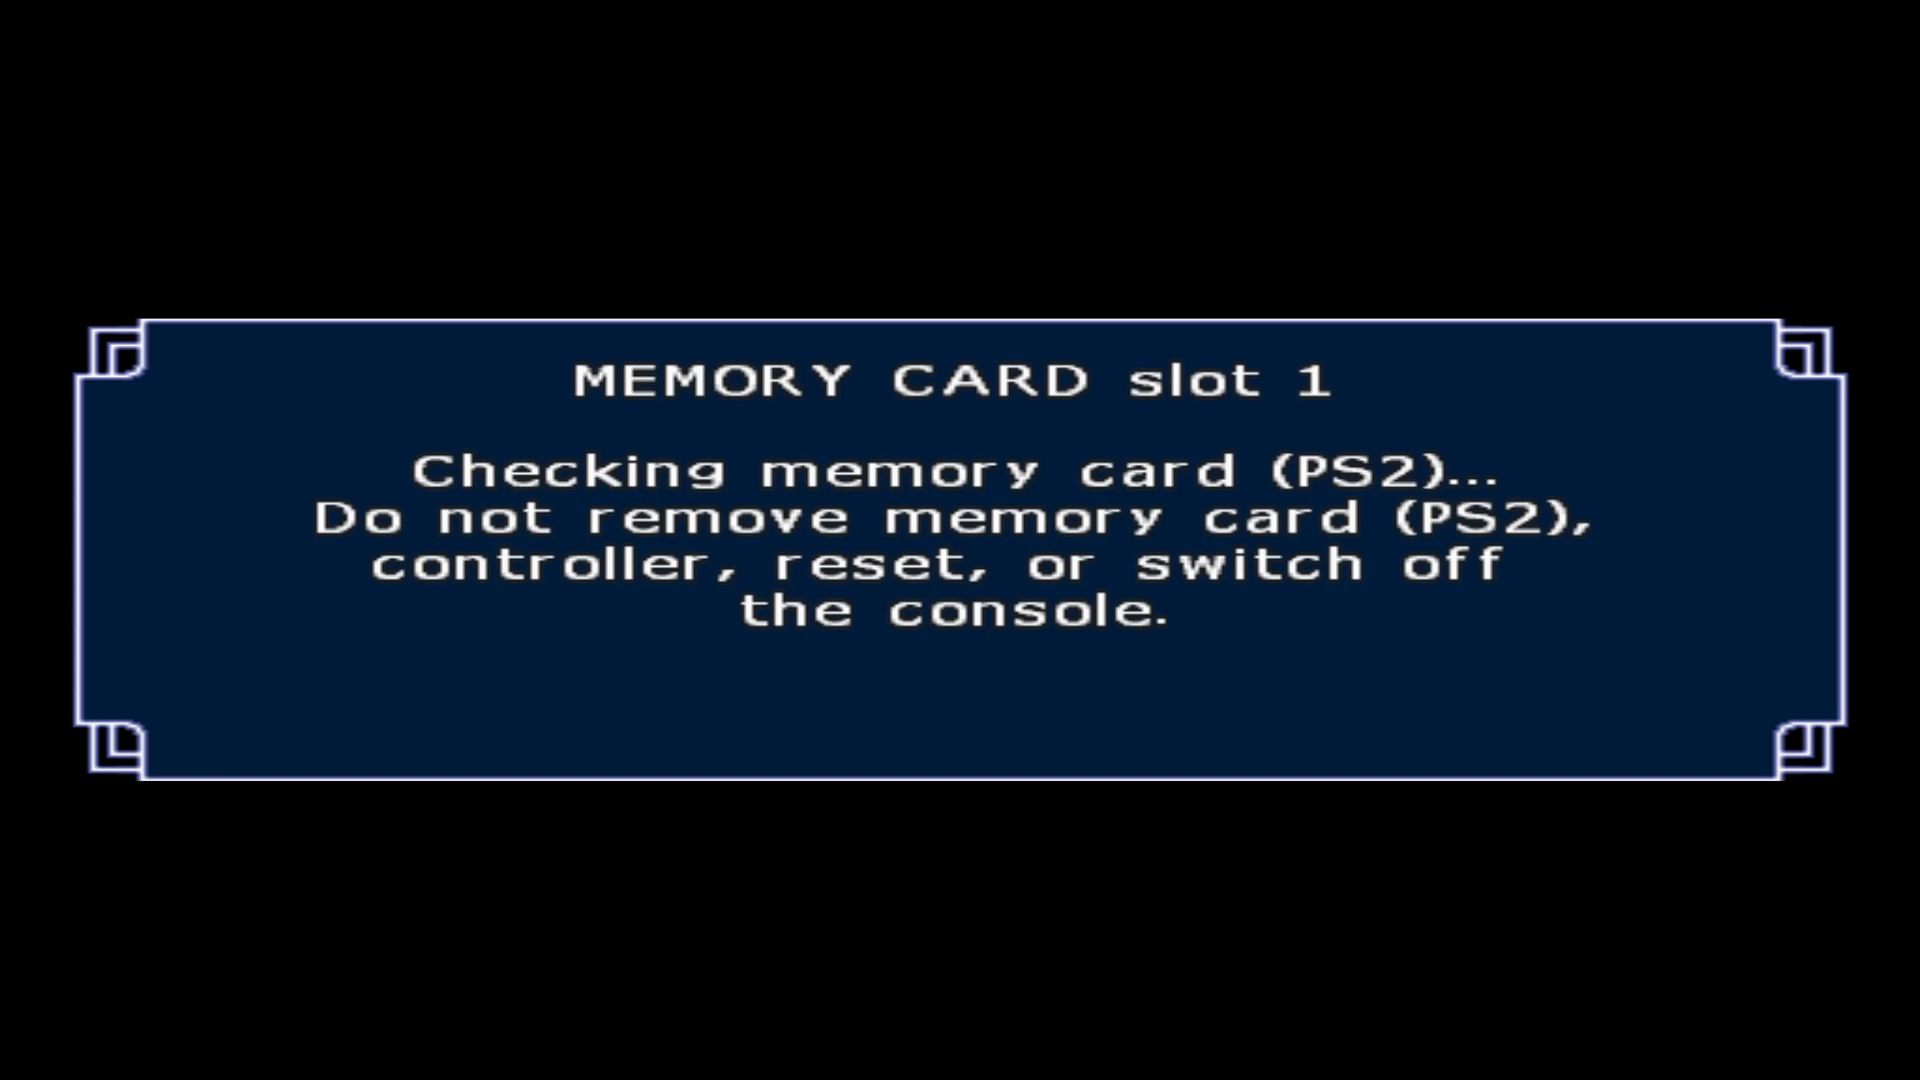 MEMORY CARD slot 1
Checking memory card (PS2)...
Do not remove memory card (PS2),
controller, reset, or switch off
the console.